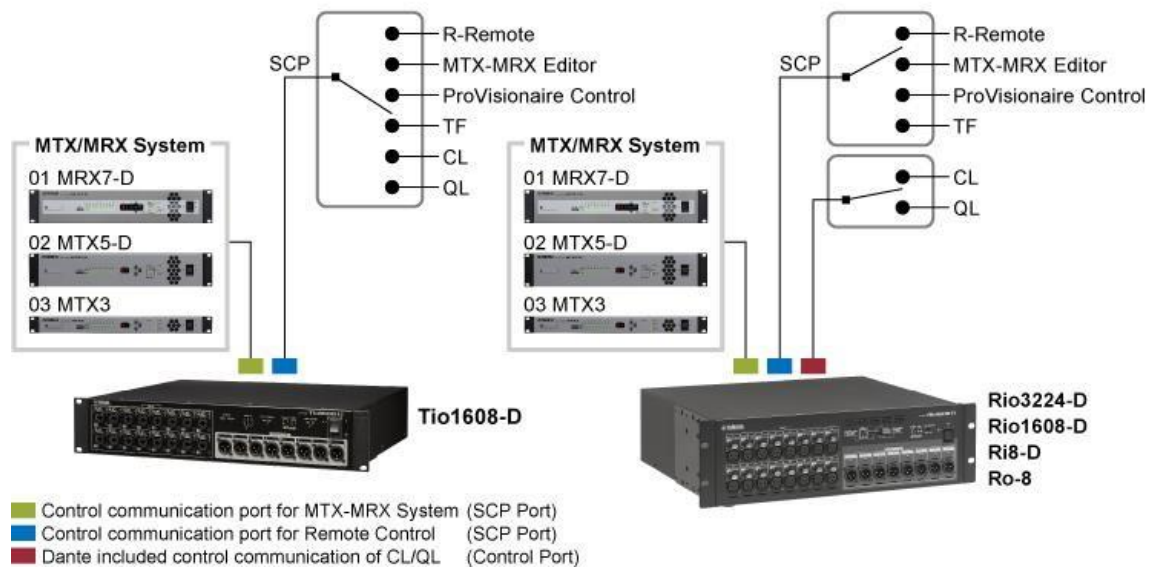 SCP
R-Remote
MTX-MRX Editor
ProVisionaire Control
TF
CL
QL
MTX/MRX System
01 MRX7-D
02 MTX5-D
03 MTX3
Tio1608-D
SCP
R-Remote
MTX-MRX Editor
ProVisionaire Control
TF
CL
QL
MTX/MRX System
01 MRX7-D
02 MTX5-D
03 MTX3
Rio3224-D
Rio1608-D
Ri8-D
Ro-8
Control communication port for MTX-MRX System (SCP Port)
Control communication port for Remote Control (SCP Port)
Dante included control communication of CL/QL (Control Port)